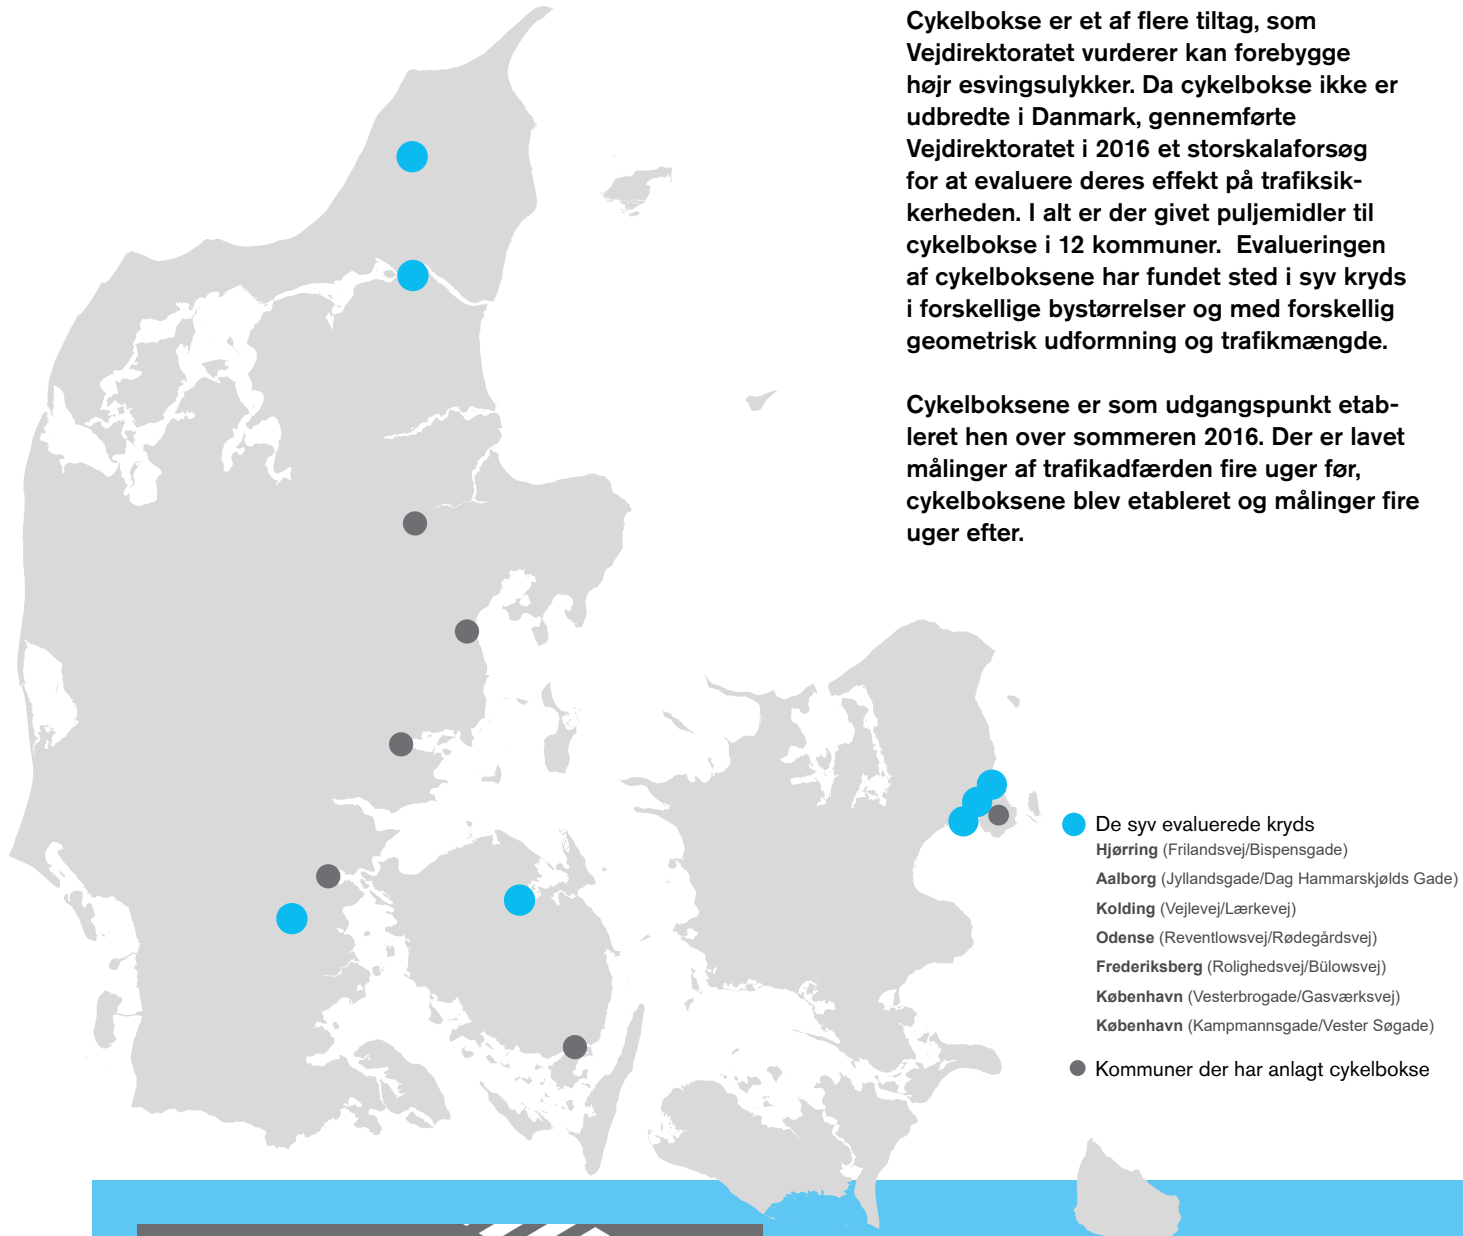 Cykelbokse er et af flere tiltag, som
Vejdirektoratet vurderer kan forebygge
højr esvingsulykker. Da cykelbokse ikke er
udbredte i Danmark, gennemførte
Vejdirektoratet i 2016 et storskalaforsøg
for at evaluere deres effekt på trafiksik-
kerheden. I alt er der givet puljemidler til
cykelbokse i 12 kommuner. Evalueringen
af cykelboksene har fundet sted i syv kryds
i forskellige bystørrelser og med forskellig
geometrisk udformning og trafikmængde.
Cykelboksene er som udgangspunkt etab-
leret hen over sommeren 2016. Der er lavet
målinger af trafikadfærden fire uger før,
cykelboksene blev etableret og målinger fire
uger efter.
De syv evaluerede kryds
Hjørring (Frilandsvej/Bispensgade)
Aalborg (Jyllandsgade/Dag Hammarskjølds Gade)
Kolding (Vejlevej/Lærkevej)
Odense (Reventlowsvej/Rødegårdsvej)
Frederiksberg (Rolighedsvej/Bülowsvej)
København (Vesterbrogade/Gasværksvej)
København (Kampmannsgade/Vester Søgade)
Kommuner der har anlagt cykelbokse